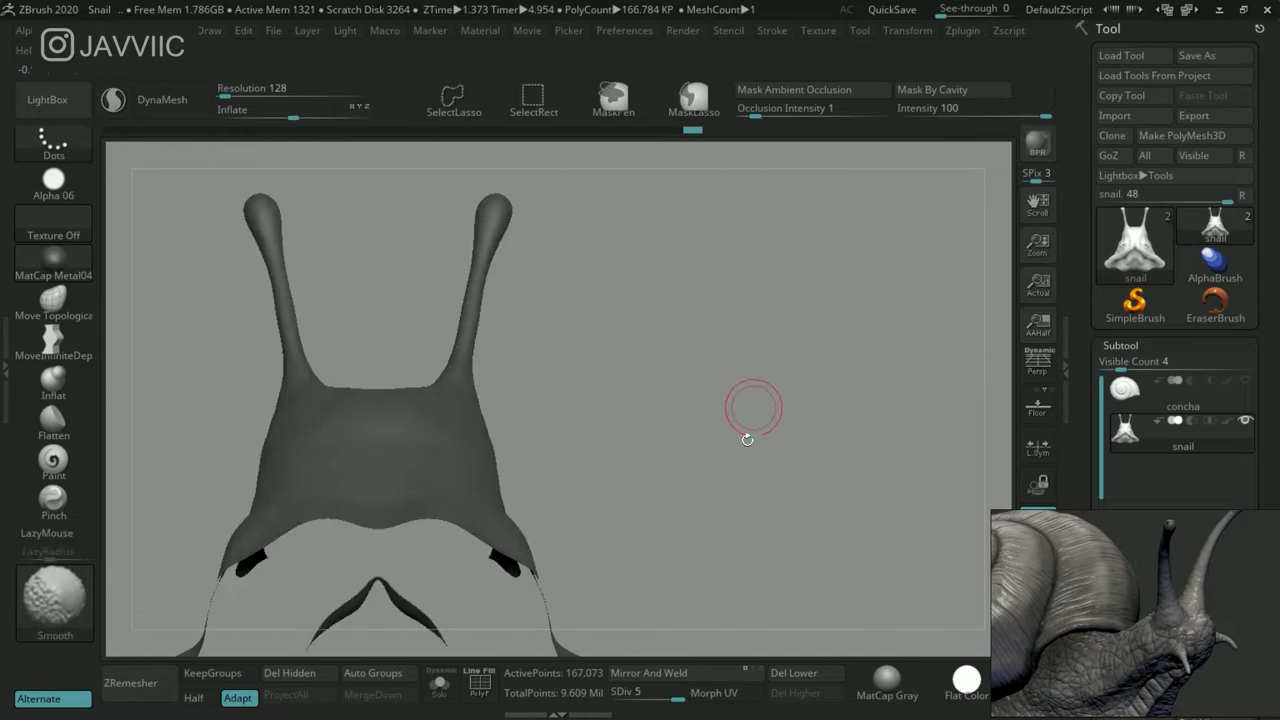 ZBrush 2020 Snail .. • Free Mem 1.786GB • Active Mem 1321 • Scratch Disk 3264 • ZTime▶1.373 Timer▶4.954 • PolyCount▶166.784 KP • MeshCount▶1
AC QuickSave See-through 0 DefaultZScript
Draw Edit File Layer Light Macro Marker Material Movie Picker Preferences Render Stencil Stroke Texture Tool Transform Zplugin Zscript
JAVVIIC
LightBox
DynaMesh
Resolution 128
Inflate
SelectLasso
SelectRect
MaskPen
MaskLasso
Mask Ambient Occlusion
Occlusion Intensity 1
Mask By Cavity
Intensity 100
Dots
Alpha 06
Texture Off
MatCap Metal04
Move Topologica
MoveInfiniteDep
Inflat
Flatten
Paint
Pinch
LazyMouse
LazyRadius
Smooth
Alternate
BPR
SPix 3
Scroll
Zoom
Actual
AAHalf
Dynamic
Persp
Floor
L.Sym
Tool
Load Tool Save As
Load Tools From Project
Copy Tool Paste Tool
Import Export
Clone Make PolyMesh3D
GoZ All Visible R
Lightbox▶Tools
snail. 48 R
2 2
snail
snail
AlphaBrush
SimpleBrush
EraserBrush
Subtool
Visible Count 4
concha
snail
ZRemesher
KeepGroups
Half
Adapt
Del Hidden
ProjectAll
Auto Groups
MergeDown
Dynamic
Solo
Line Fill
PolyF
ActivePoints: 167.073
TotalPoints: 9.609 Mil
Mirror And Weld
SDiv 5
Morph UV
Del Lower
Del Higher
MatCap Gray
Flat Color